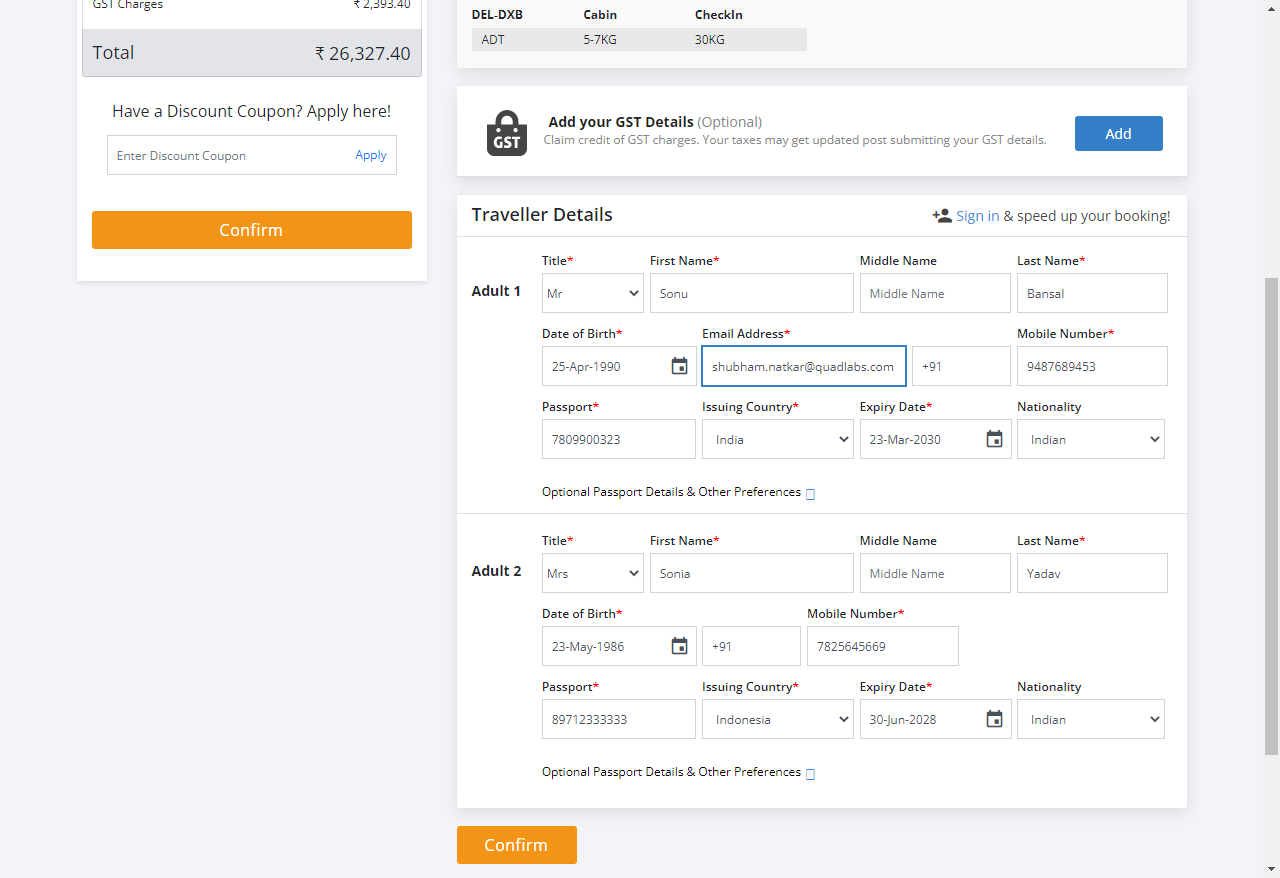 GST Charges ₹ 2,393.40
Total ₹ 26,327.40
Have a Discount Coupon? Apply here!
Enter Discount Coupon Apply
Confirm
DEL-DXB Cabin CheckIn
ADT 5-7KG 30KG
GST
Add your GST Details (Optional)
Claim credit of GST charges. Your taxes may get updated post submitting your GST details.
Add
Traveller Details Sign in & speed up your booking!
Title* First Name* Middle Name Last Name*
Adult 1 Mr Sonu Middle Name Bansal
Date of Birth* Email Address* Mobile Number*
25-Apr-1990 shubham.natkar@quadlabs.com +91 9487689453
Passport* Issuing Country* Expiry Date* Nationality
7809900323 India 23-Mar-2030 Indian
Optional Passport Details & Other Preferences
Title* First Name* Middle Name Last Name*
Adult 2 Mrs Sonia Middle Name Yadav
Date of Birth* Mobile Number*
23-May-1986 +91 7825645669
Passport* Issuing Country* Expiry Date* Nationality
89712333333 Indonesia 30-Jun-2028 Indian
Optional Passport Details & Other Preferences
Confirm